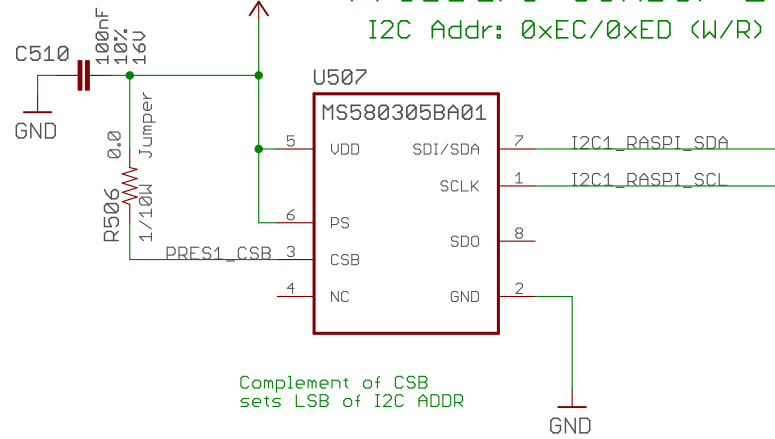 I2C Addr: 0xEC/0xED (W/R)
C510
100nF
10%
16V
GND
0.0
Jumper
R506
1/10W
PRES1_CSB
U507
MS580305BA01
5
VDD
6
PS
3
CSB
4
NC
SDI/SDA
7
I2C1_RASPI_SDA
SCLK
1
I2C1_RASPI_SCL
SDO
8
GND
2
GND
Complement of CSB
sets LSB of I2C ADDR